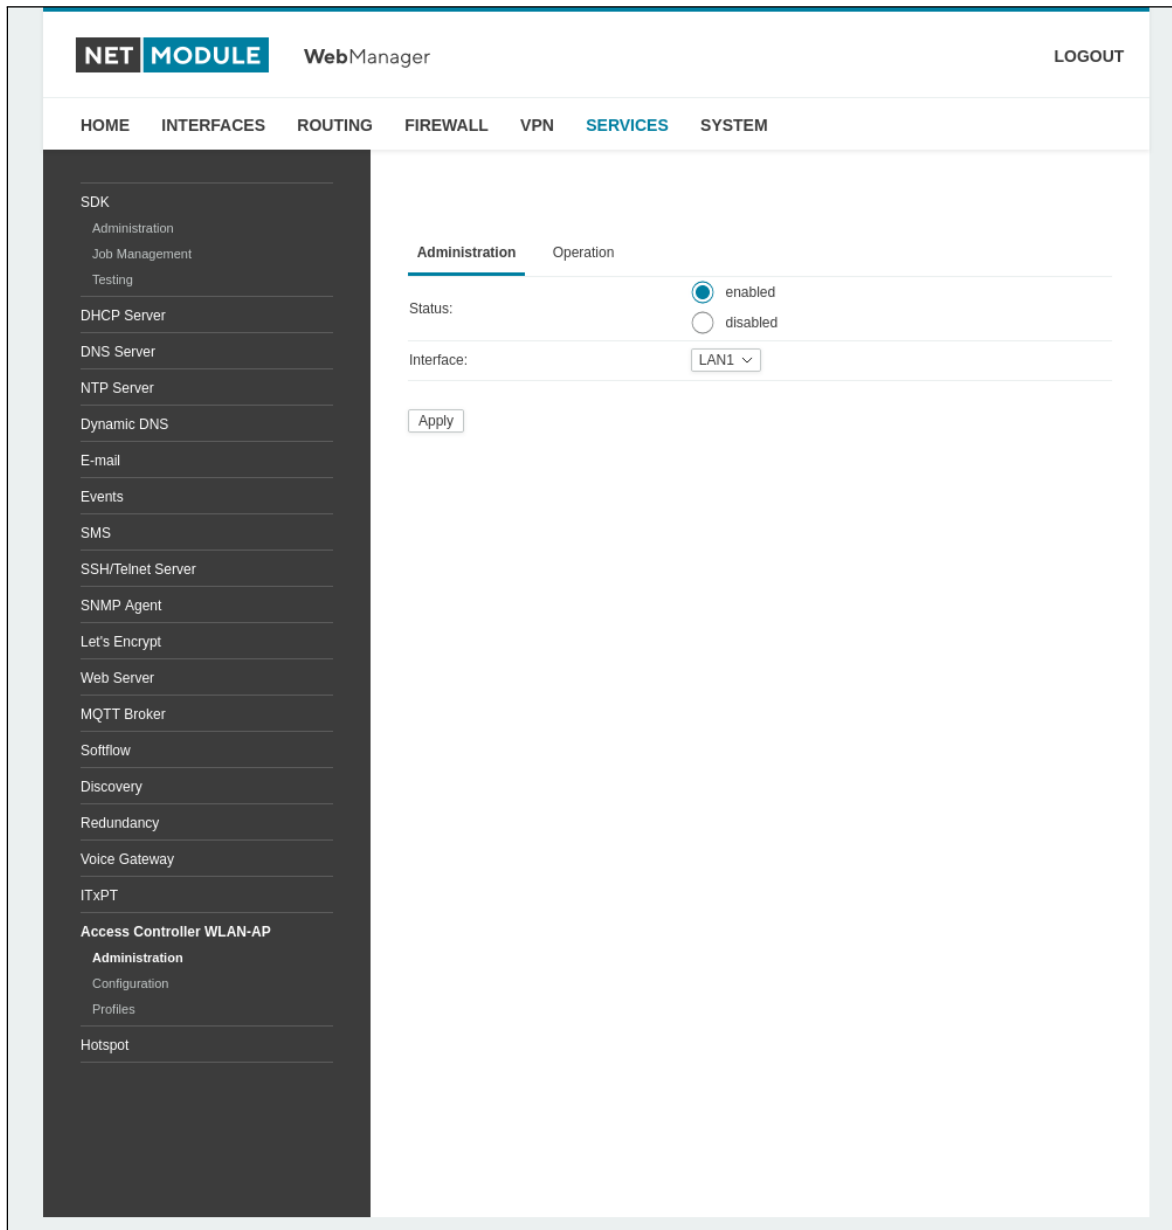 NET MODULE WebManager LOGOUT
HOME INTERFACES ROUTING FIREWALL VPN SERVICES SYSTEM
SDK
Administration
Job Management
Testing
DHCP Server
DNS Server
NTP Server
Dynamic DNS
E-mail
Events
SMS
SSH/Telnet Server
SNMP Agent
Let's Encrypt
Web Server
MQTT Broker
Softflow
Discovery
Redundancy
Voice Gateway
ITxPT
Access Controller WLAN-AP
Administration
Configuration
Profiles
Hotspot
Administration Operation
Status: enabled
disabled
Interface: LAN1
Apply